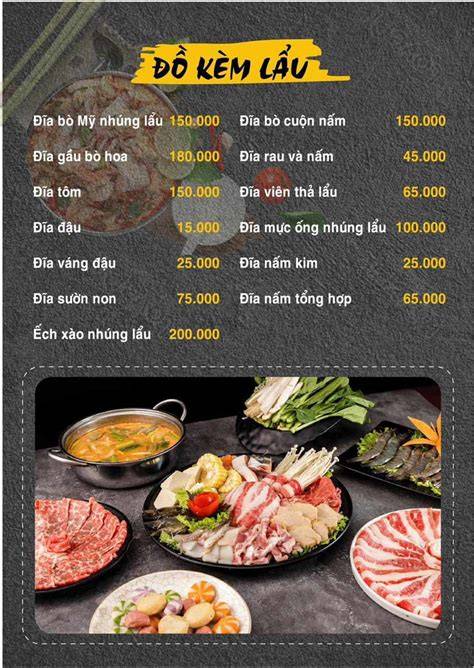 ĐỒ KÈM LẨU
Đĩa bò Mỹ nhúng lẩu 150.000
Đĩa gầu bò hoa 180.000
Đĩa tôm 150.000
Đĩa đậu 15.000
Đĩa váng đậu 25.000
Đĩa sườn non 75.000
Ếch xào nhúng lẩu 200.000
Đĩa bò cuộn nấm 150.000
Đĩa rau và nấm 45.000
Đĩa viên thả lẩu 65,000
Đĩa mực ống nhúng lẩu 100.000
Đĩa nấm kim 25.000
Đĩa nấm tổng hợp 65.000